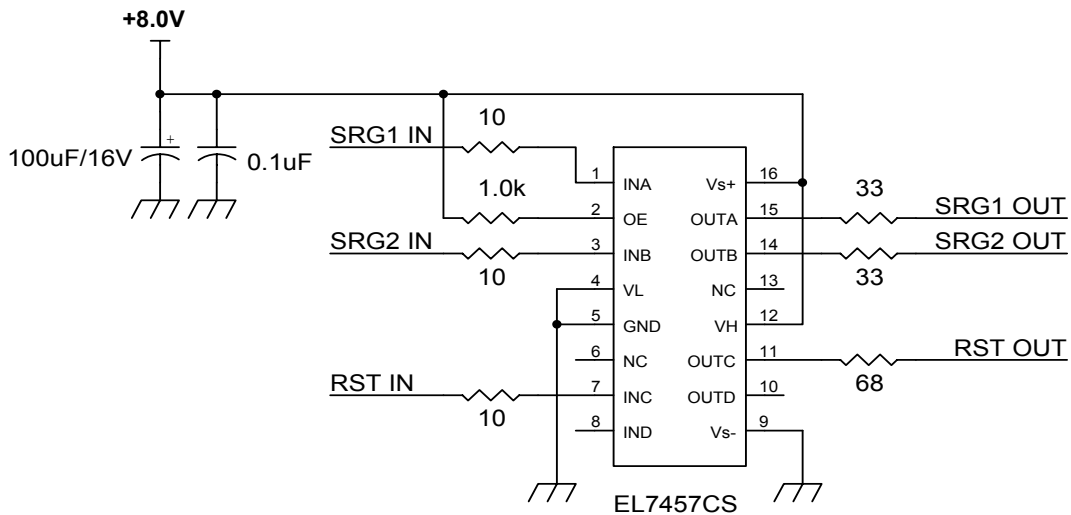 +8.0V
100uF/16V
+
0.1uF
SRG1 IN
10
1.0k
SRG2 IN
10
RST IN
10
1 INA Vs+ 16
2 OE OUTA 15
3 INB OUTB 14
4 VL NC 13
5 GND VH 12
6 NC OUTC 11
7 INC OUTD 10
8 IND Vs- 9
33
SRG1 OUT
SRG2 OUT
33
RST OUT
68
EL7457CS